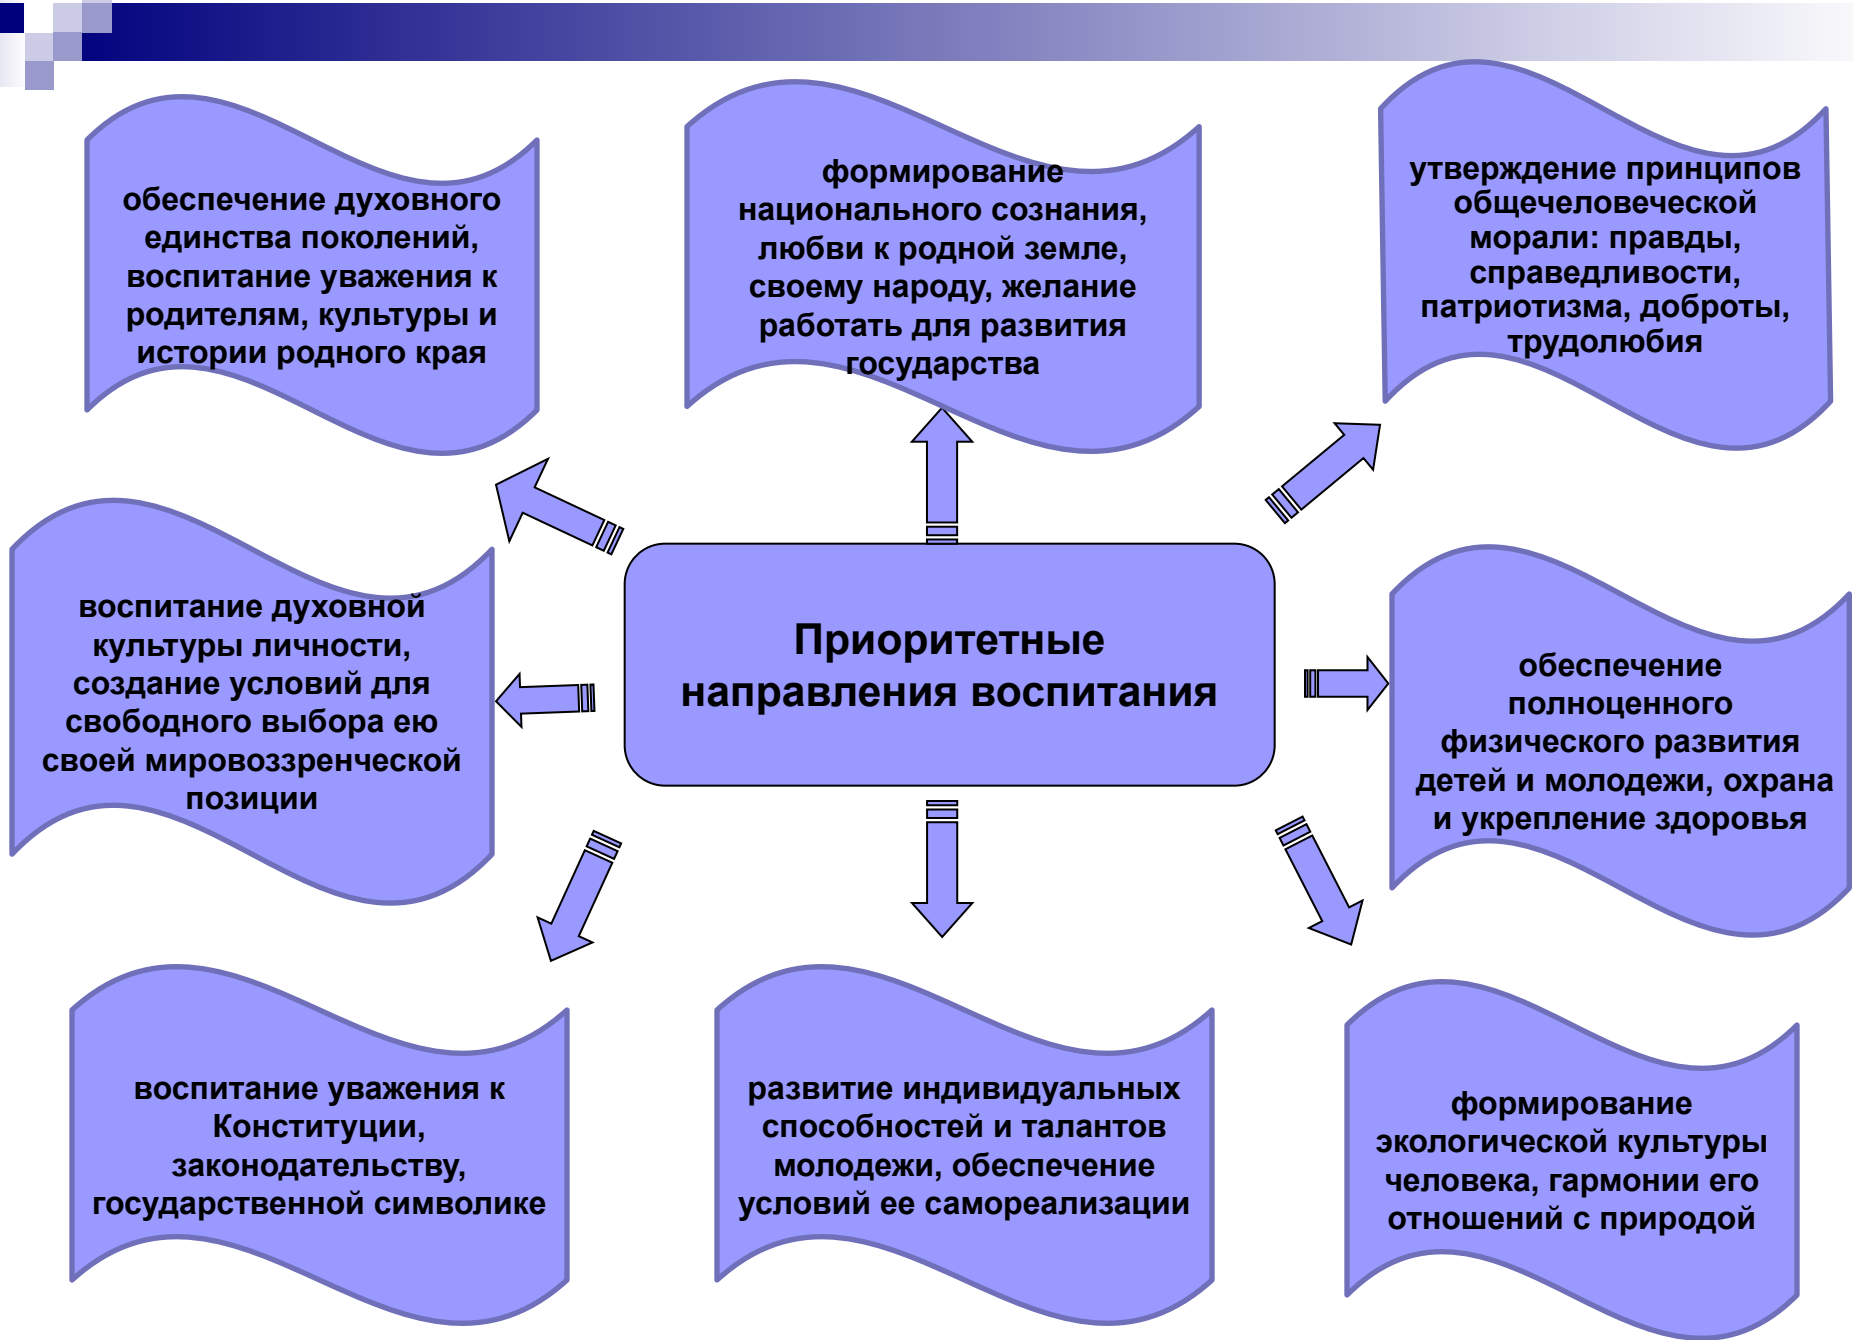 обеспечение духовного
единства поколений,
воспитание уважения к
родителям, культуры и
истории родного края
формирование
национального сознания,
любви к родной земле,
своему народу, желание
работать для развития
государства
утверждение принципов
общечеловеческой
морали: правды,
справедливости,
патриотизма, доброты,
трудолюбия
воспитание духовной
культуры личности,
создание условий для
свободного выбора ею
своей мировоззренческой
позиции
Приоритетные
направления воспитания
обеспечение
полноценного
физического развития
детей и молодежи, охрана
и укрепление здоровья
воспитание уважения к
Конституции,
законодательству,
государственной символике
развитие индивидуальных
способностей и талантов
молодежи, обеспечение
условий ее самореализации
формирование
экологической культуры
человека, гармонии его
отношений с природой